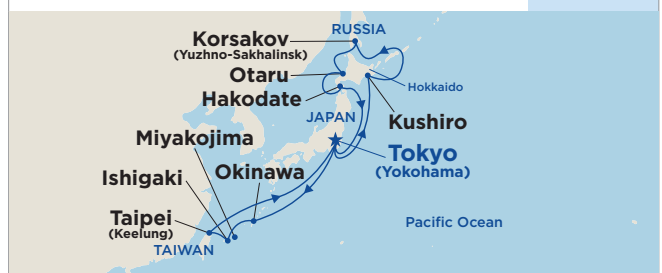 RUSSIA
Korsakov
(Yuzhno-Sakhalinsk)
Otaru
Hokkaido
Hakodate
JAPAN
Kushiro
Miyakojima
Tokyo
(Yokohama)
Ishigaki
Okinawa
Taipei
(Keelung)
Pacific Ocean
TAIWAN